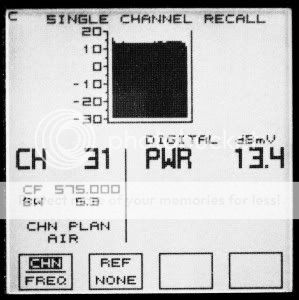 C
SINGLE CHANNEL RECALL
20
10
0
-10
-20
-30
DIGITAL dBmV
CH 31 PWR 13.4
CF 575.000
BW 5.3
CHN PLAN
AIR
CHN
FREQ
REF
NONE